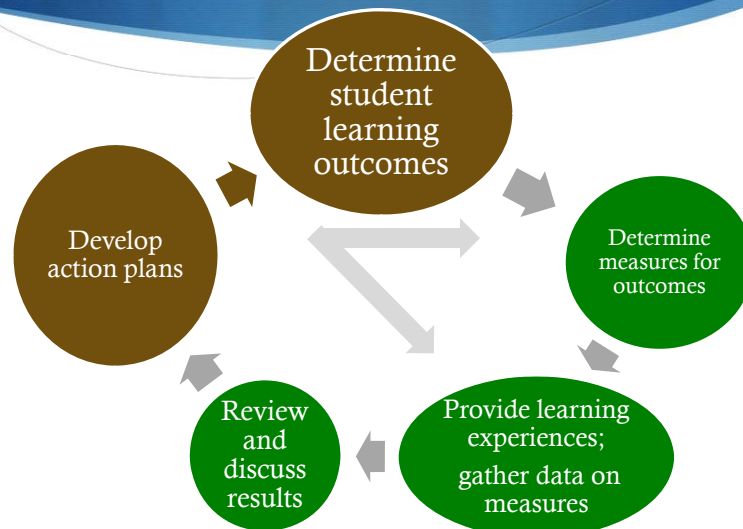 Determine
student
learning
outcomes
Determine
measures for
outcomes
Provide learning
experiences;
gather data on
measures
Review
and
discuss
results
Develop
action plans